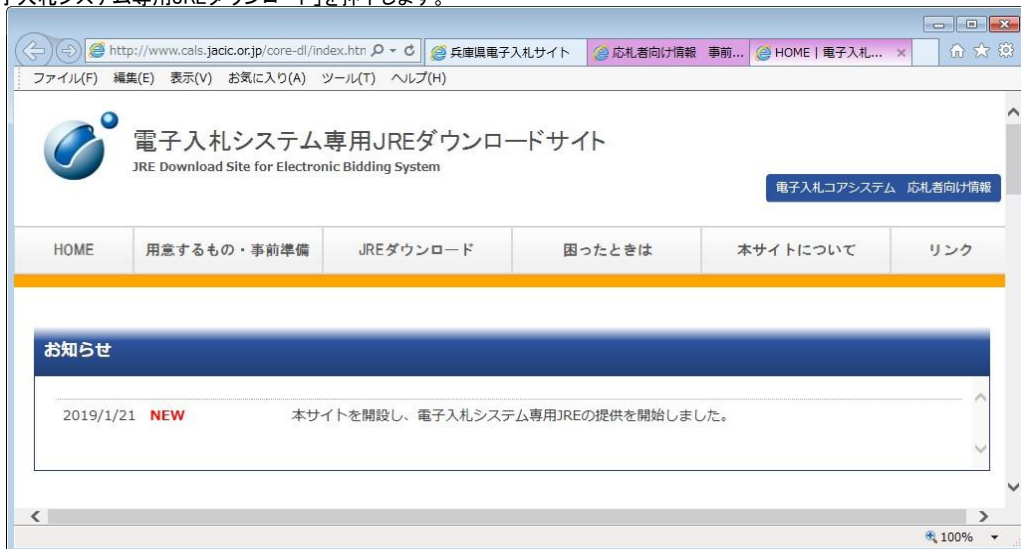 子入札システム専用JREダウンロード」を押下します。
http://www.cals.jacic.or.jp/core-dl/index.htn
兵庫県電子入札サイト
応札者向け情報 事前...
HOME | 電子入札...
ファイル(F) 編集(E) 表示(V) お気に入り(A) ツール(T) ヘルプ(H)
電子入札システム専用JREダウンロードサイト
JRE Download Site for Electronic Bidding System
電子入札コアシステム 応札者向け情報
HOME
用意するもの・事前準備
JREダウンロード
困ったときは
本サイトについて
リンク
お知らせ
2019/1/21 NEW 本サイトを開設し、電子入札システム専用JREの提供を開始しました。
100%